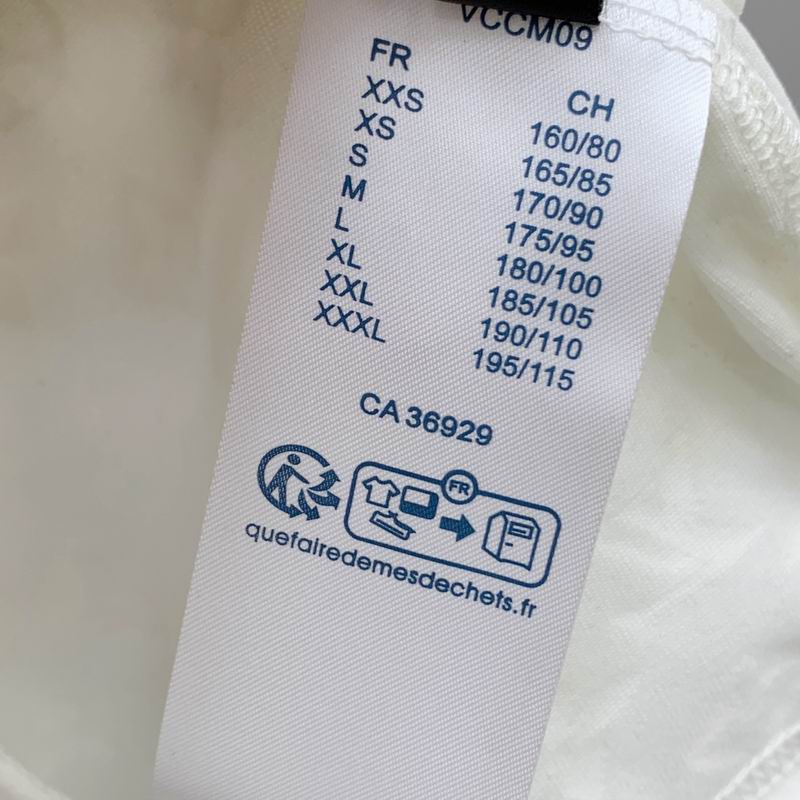 VCCM09
FR CH
XXS 160/80
XS 165/85
S 170/90
M 175/95
L 180/100
XL 185/105
XXL 190/110
XXXL 195/115
CA 36929
FR
quefairedemesdechets.fr